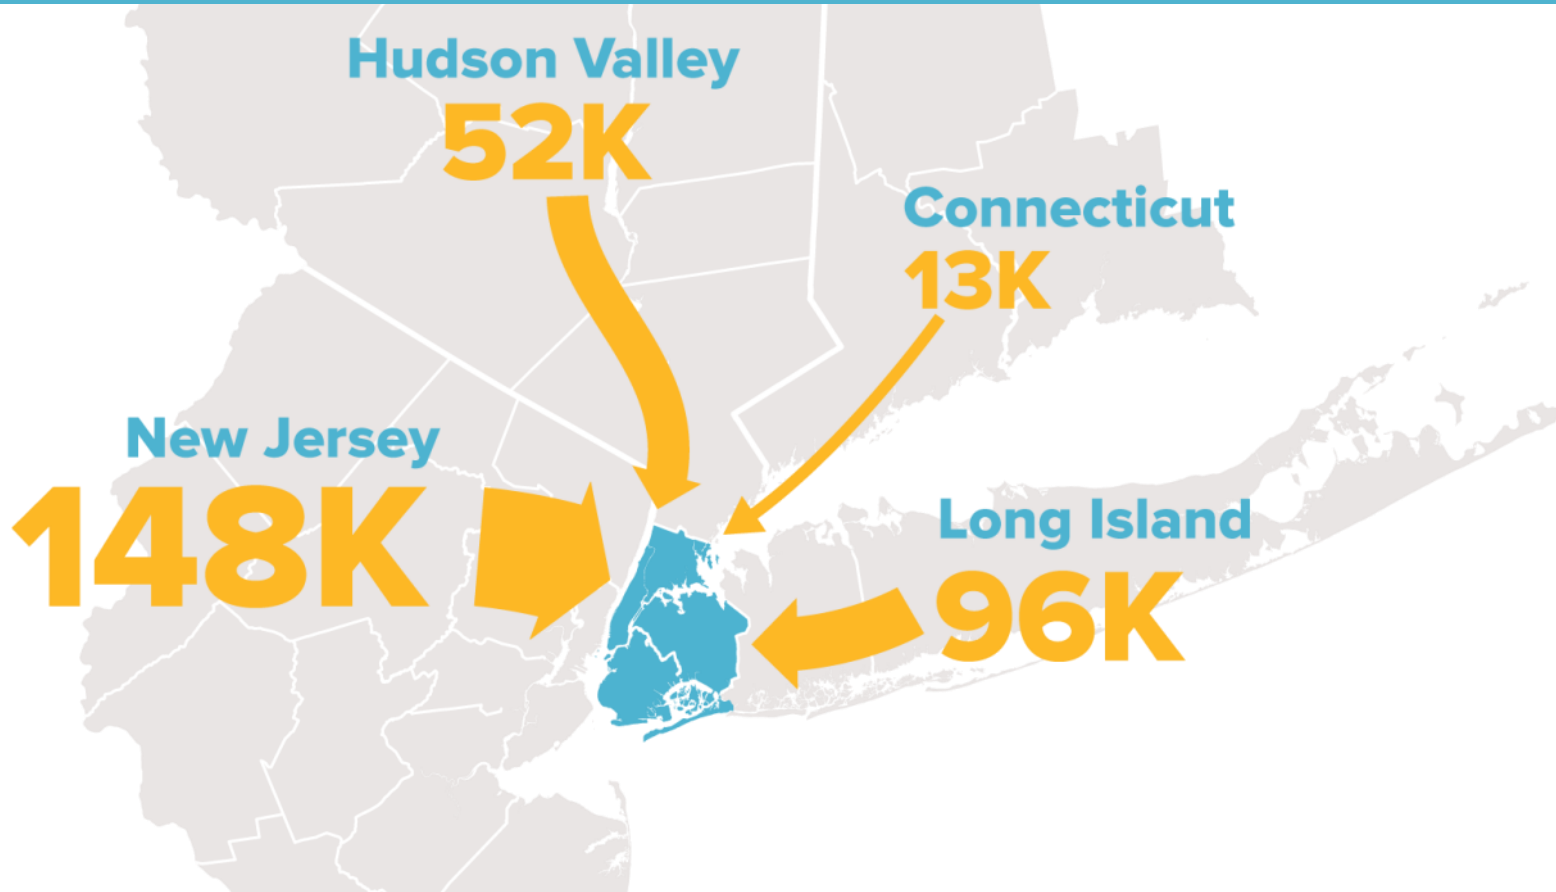 Hudson Valley
52K
Connecticut
13K
New Jersey
148K
Long Island
96K